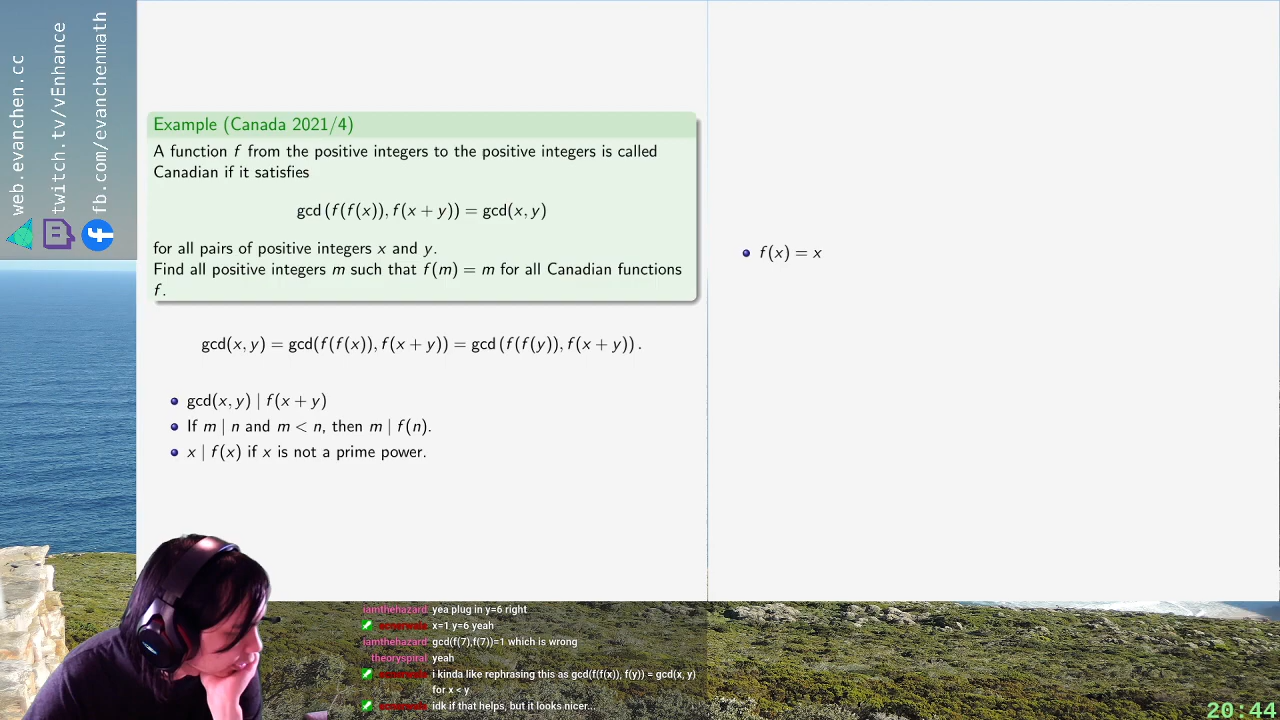 web.evanchen.cc
twitch.tv/vEnhance
fb.com/evanchenmath
Example (Canada 2021/4)
A function f from the positive integers to the positive integers is called
Canadian if it satisfies
gcd (f(f(x)), f(x + y)) = gcd(x, y)
for all pairs of positive integers x and y.
Find all positive integers m such that f(m) = m for all Canadian functions
f.
gcd(x, y) = gcd(f(f(x)), f(x + y)) = gcd (f(f(y)), f(x + y)) .
• gcd(x, y) | f(x + y)
• If m | n and m < n, then m | f(n).
• x | f(x) if x is not a prime power.
• f(x) = x
iamthehazard: yea plug in y=6 right
x=1 y=6 yeah
iamthehazard: gcd(f(7),f(7))=1 which is wrong
theoryspiral: yeah
i kinda like rephrasing this as gcd(f(f(x)), f(y)) = gcd(x, y)
for x < y
idk if that helps, but it looks nicer...
20:44